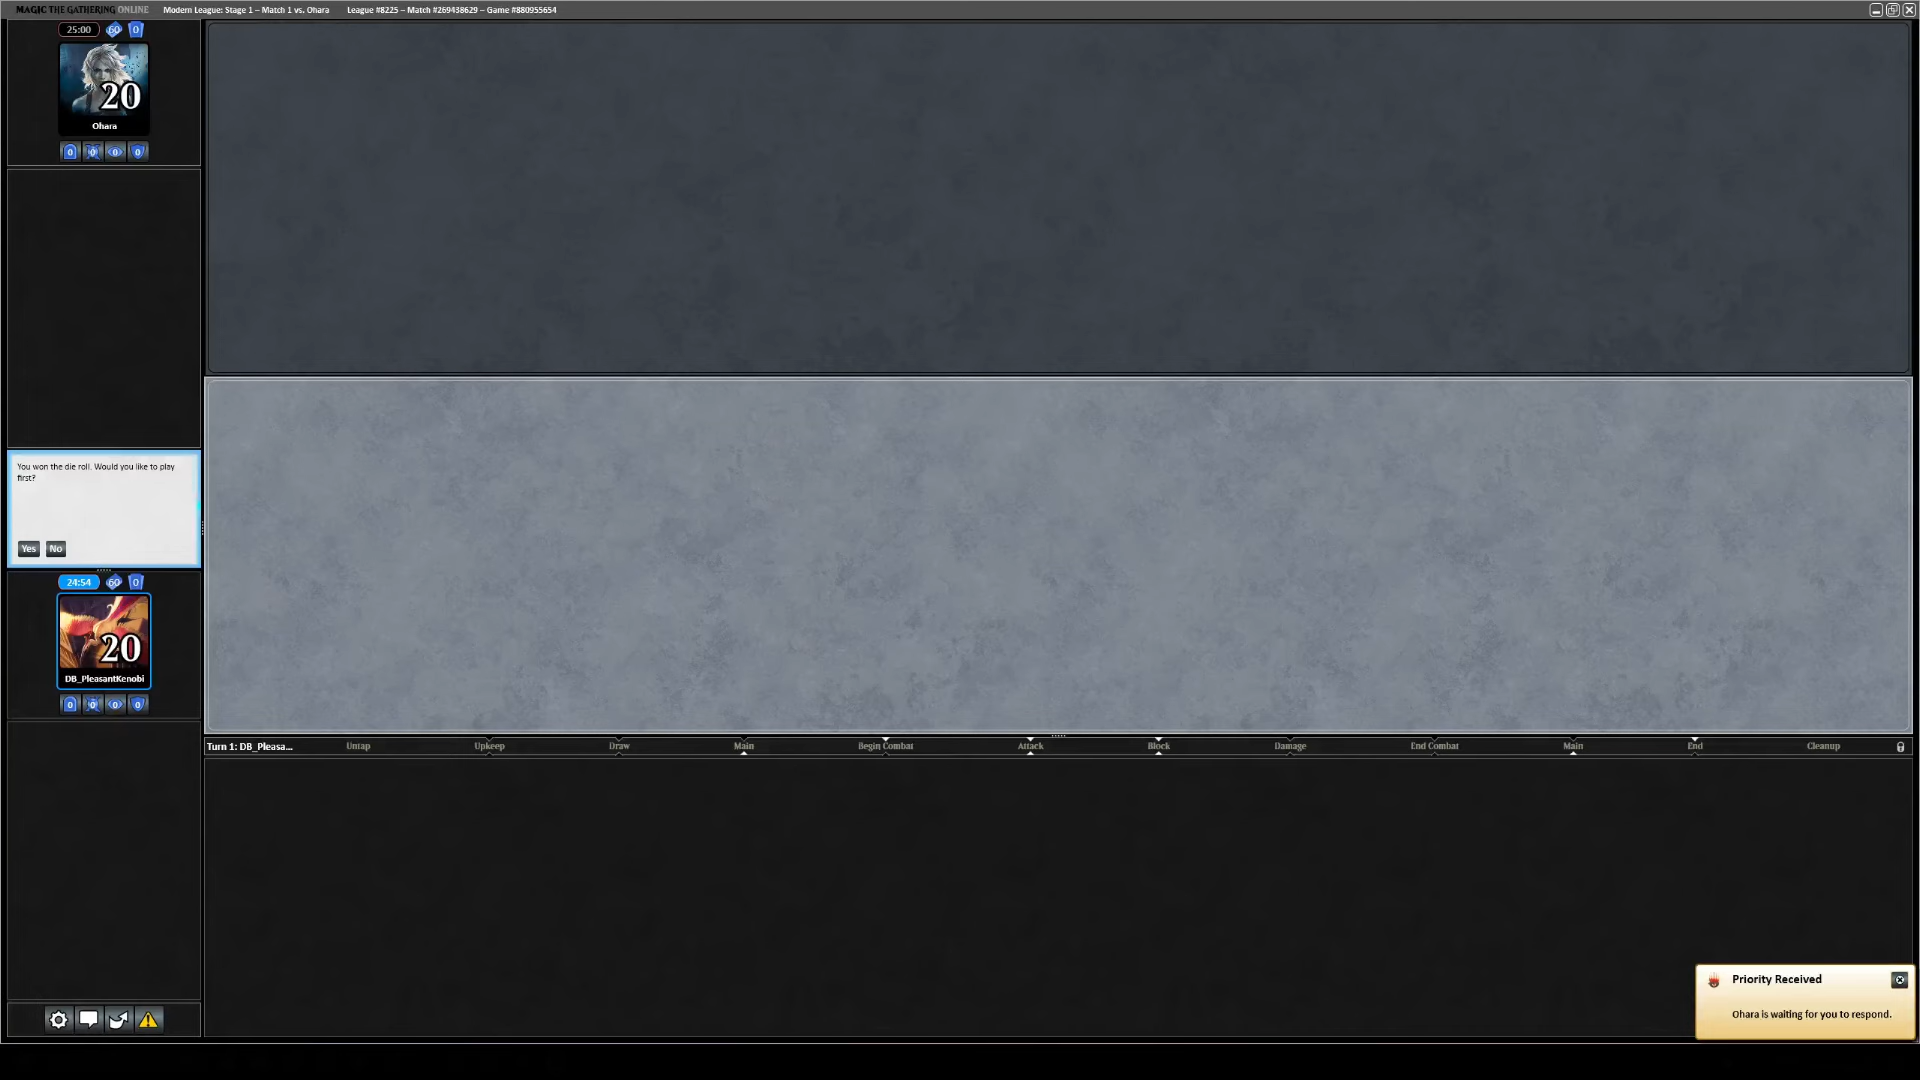 MAGIC THE GATHERING ONLINE
Modern League: Stage 1 – Match 1 vs. Ohara
League #8225 – Match #269438629 – Game #880955654
25:00
60
0
20
Ohara
0
0
0
0
You won the die roll. Would you like to play
first?
Yes
No
24:54
60
0
20
DB_PleasantKenobi
0
0
0
0
Turn 1: DB_Pleasa...
Untap
Upkeep
Draw
Main
Begin Combat
Attack
Block
Damage
End Combat
Main
End
Cleanup
Priority Received
Ohara is waiting for you to respond.